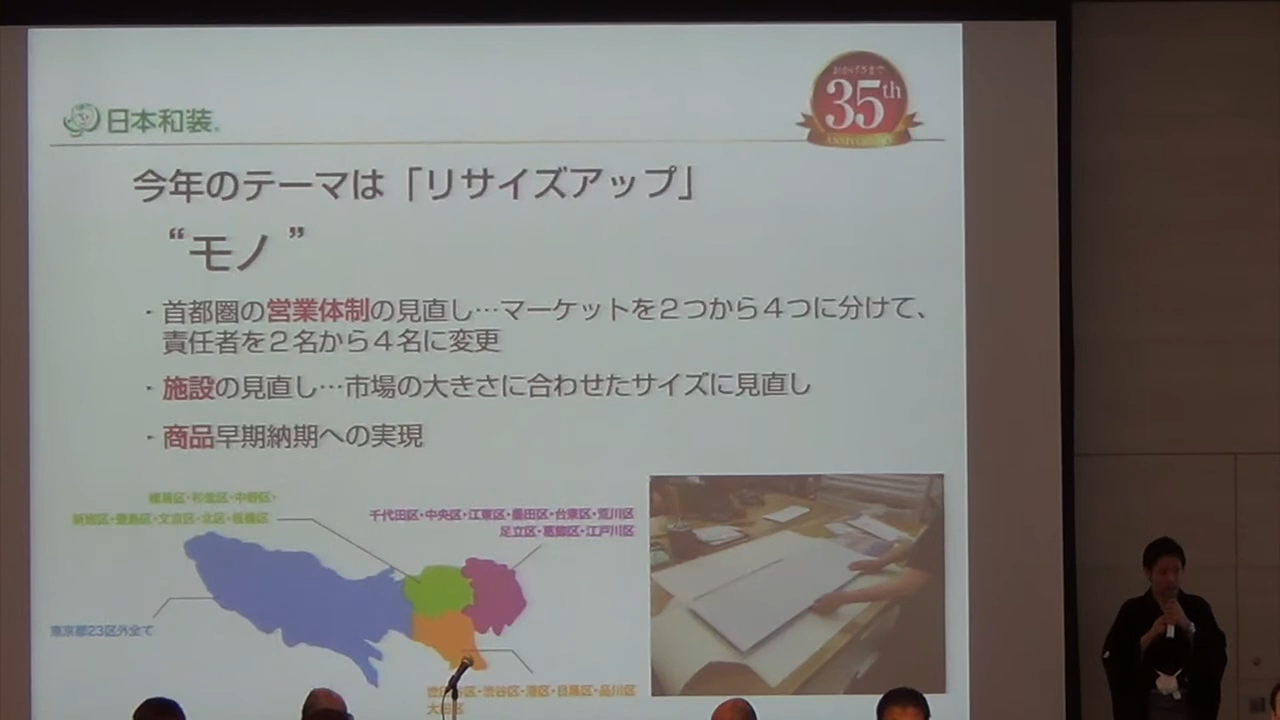 日本和装
おかげさまで
35th
ANNIVERSARY
今年のテーマは「リサイズアップ」
“モノ”
・首都圏の営業体制の見直し…マーケットを２つから４つに分けて、
責任者を２名から４名に変更
・施設の見直し…市場の大きさに合わせたサイズに見直し
・商品早期納期への実現
練馬区・杉並区・中野区・
新宿区・豊島区・文京区・北区・板橋区
千代田区・中央区・江東区・墨田区・台東区・荒川区
足立区・葛飾区・江戸川区
東京都23区外全て
世田谷区・渋谷区・港区・目黒区・品川区
大田区